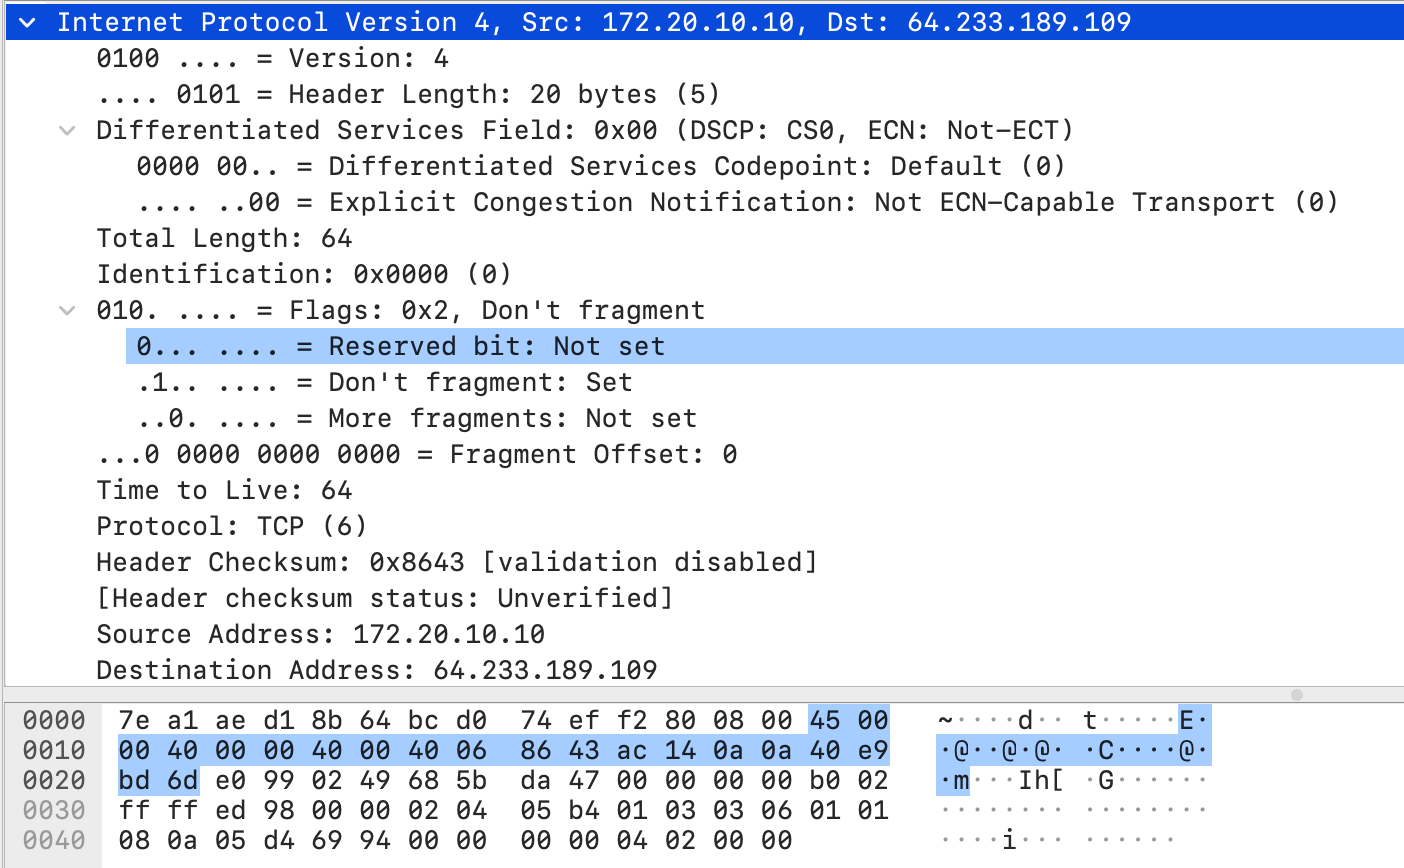 Internet Protocol Version 4, Src: 172.20.10.10, Dst: 64.233.189.109
0100 .... = Version: 4
.... 0101 = Header Length: 20 bytes (5)
Differentiated Services Field: 0x00 (DSCP: CS0, ECN: Not-ECT)
0000 00.. = Differentiated Services Codepoint: Default (0)
.... ..00 = Explicit Congestion Notification: Not ECN-Capable Transport (0)
Total Length: 64
Identification: 0x0000 (0)
010. .... = Flags: 0x2, Don't fragment
0... .... = Reserved bit: Not set
.1.. .... = Don't fragment: Set
..0. .... = More fragments: Not set
...0 0000 0000 0000 = Fragment Offset: 0
Time to Live: 64
Protocol: TCP (6)
Header Checksum: 0x8643 [validation disabled]
[Header checksum status: Unverified]
Source Address: 172.20.10.10
Destination Address: 64.233.189.109
0000 7e a1 ae d1 8b 64 bc d0 74 ef f2 80 08 00 45 00 ~····d·· t·····E·
0010 00 40 00 00 40 00 40 06 86 43 ac 14 0a 0a 40 e9 ·@··@·@· ·C····@·
0020 bd 6d e0 99 02 49 68 5b da 47 00 00 00 00 b0 02 ·m···Ih[ ·G······
0030 ff ff ed 98 00 00 02 04 05 b4 01 03 03 06 01 01 ········ ········
0040 08 0a 05 d4 69 94 00 00 00 00 04 02 00 00 ····i··· ······